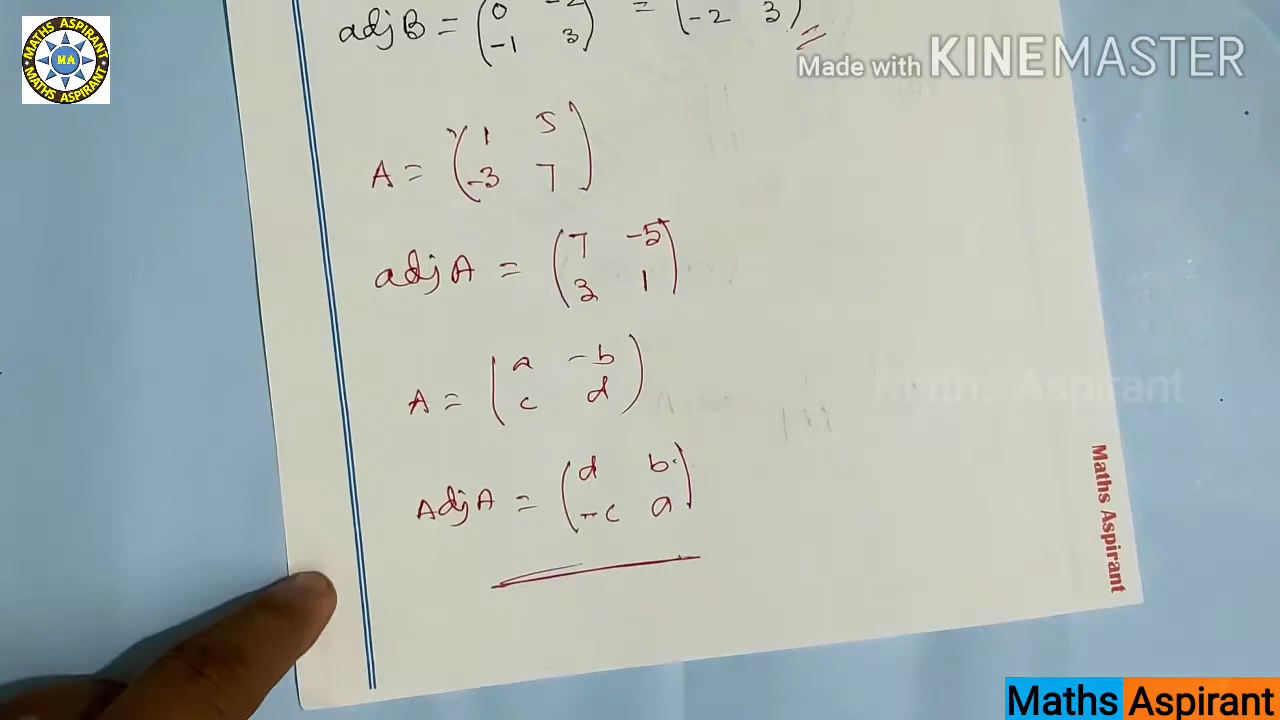 MATHS ASPIRANT
MA
MATHS ASPIRANT
adj B = (0 -2
-1 3) = (
-2 3)
Made with KINEMASTER
A = (1 5
-3 7)
adj A = (7 -5
3 1)
A = (a -b
c d)
Adj A = (d b
-c a)
Maths Aspirant
Maths Aspirant
Maths Aspirant